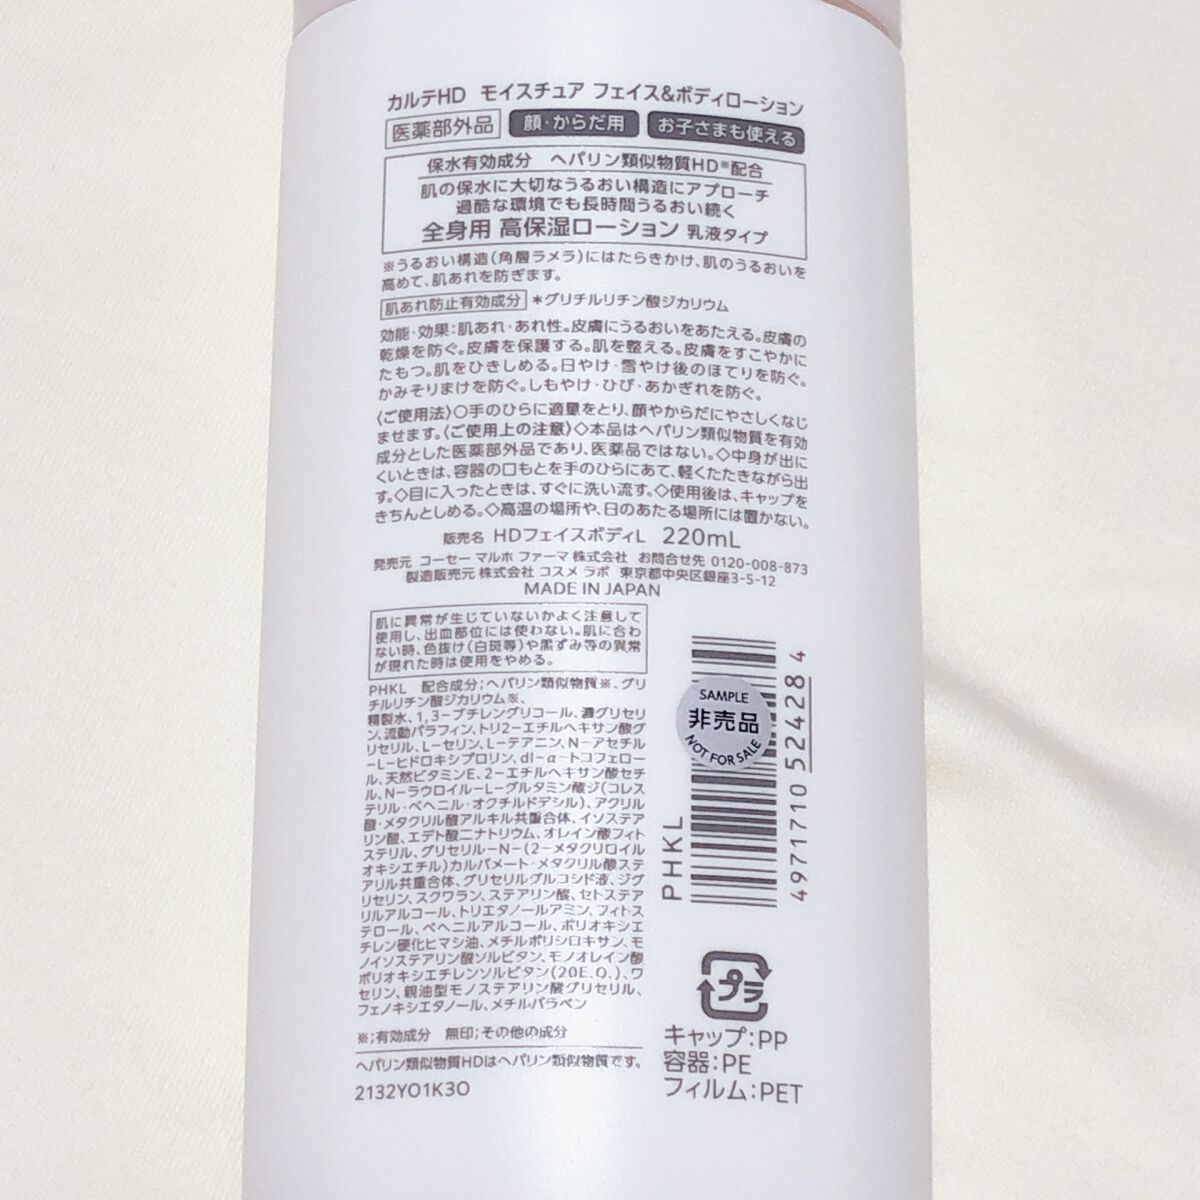 カルテHD モイスチュア フェイス&ボディローション
医薬部外品 顔・からだ用 お子さまも使える
保水有効成分 ヘパリン類似物質HD※配合
肌の保水に大切なうるおい構造にアプローチ
過酷な環境でも長時間うるおい続く
全身用 高保湿ローション 乳液タイプ
※うるおい構造(角層ラメラ)にはたらきかけ、肌のうるおいを
高めて、肌あれを防ぎます。
肌あれ防止有効成分 *グリチルリチン酸ジカリウム
効能・効果:肌あれ・あれ性。皮膚にうるおいをあたえる。皮膚の
乾燥を防ぐ。皮膚を保護する。肌を整える。皮膚をすこやかに
たもつ。肌をひきしめる。日やけ・雪やけ後のほてりを防ぐ。
かみそりまけを防ぐ。しもやけ・ひび・あかぎれを防ぐ。
〈ご使用法〉○手のひらに適量をとり、顔やからだにやさしくなじ
ませます。〈ご使用上の注意〉◇本品はヘパリン類似物質を有効
成分とした医薬部外品であり、医薬品ではない。◇中身が出に
くいときは、容器の口もとを手のひらにあて、軽くたたきながら出
す。◇目に入ったときは、すぐに洗い流す。◇使用後は、キャップを
きちんとしめる。◇高温の場所や、日のあたる場所には置かない。
販売名 HDフェイスボディL 220mL
発売元 コーセー マルホ ファーマ 株式会社 お問合せ先 0120-008-873
製造販売元 株式会社 コスメ ラボ 東京都中央区銀座3-5-12
MADE IN JAPAN
肌に異常が生じていないかよく注意して
使用し、出血部位には使わない。肌に合わ
ない時、色抜け(白斑等)や黒ずみ等の異常
が現れた時は使用をやめる。
PHKL 配合成分;ヘパリン類似物質※、グリ
チルリチン酸ジカリウム※、
精製水、1,3-ブチレングリコール、濃グリセリ
ン、流動パラフィン、トリ2-エチルヘキサン酸グ
リセリル、L-セリン、L-テアニン、N-アセチル
-L-ヒドロキシプロリン、dl-α-トコフェロー
ル、天然ビタミンE、2-エチルヘキサン酸セチ
ル、N-ラウロイル-L-グルタミン酸ジ(コレス
テリル・ベヘニル・オクチルドデシル)、アクリル
酸・メタクリル酸アルキル共重合体、イソステア
リン酸、エデト酸二ナトリウム、オレイン酸フィト
ステリル、グリセリル-N-(2-メタクリロイル
オキシエチル)カルバメート・メタクリル酸ステ
アリル共重合体、グリセリルグルコシド液、ジグ
リセリン、スクワラン、ステアリン酸、セトステア
リルアルコール、トリエタノールアミン、フィトス
テロール、ベヘニルアルコール、ポリオキシエ
チレン硬化ヒマシ油、メチルポリシロキサン、モ
ノイソステアリン酸ソルビタン、モノオレイン酸
ポリオキシエチレンソルビタン(20E.O.)、ワ
セリン、親油型モノステアリン酸グリセリル、
フェノキシエタノール、メチルパラベン
※;有効成分 無印;その他の成分
ヘパリン類似物質HDはヘパリン類似物質です。
2132YO1K3O
PHKL
SAMPLE
非売品
NOT FOR SALE
4971710524284
プラ
キャップ:PP
容器:PE
フィルム:PET